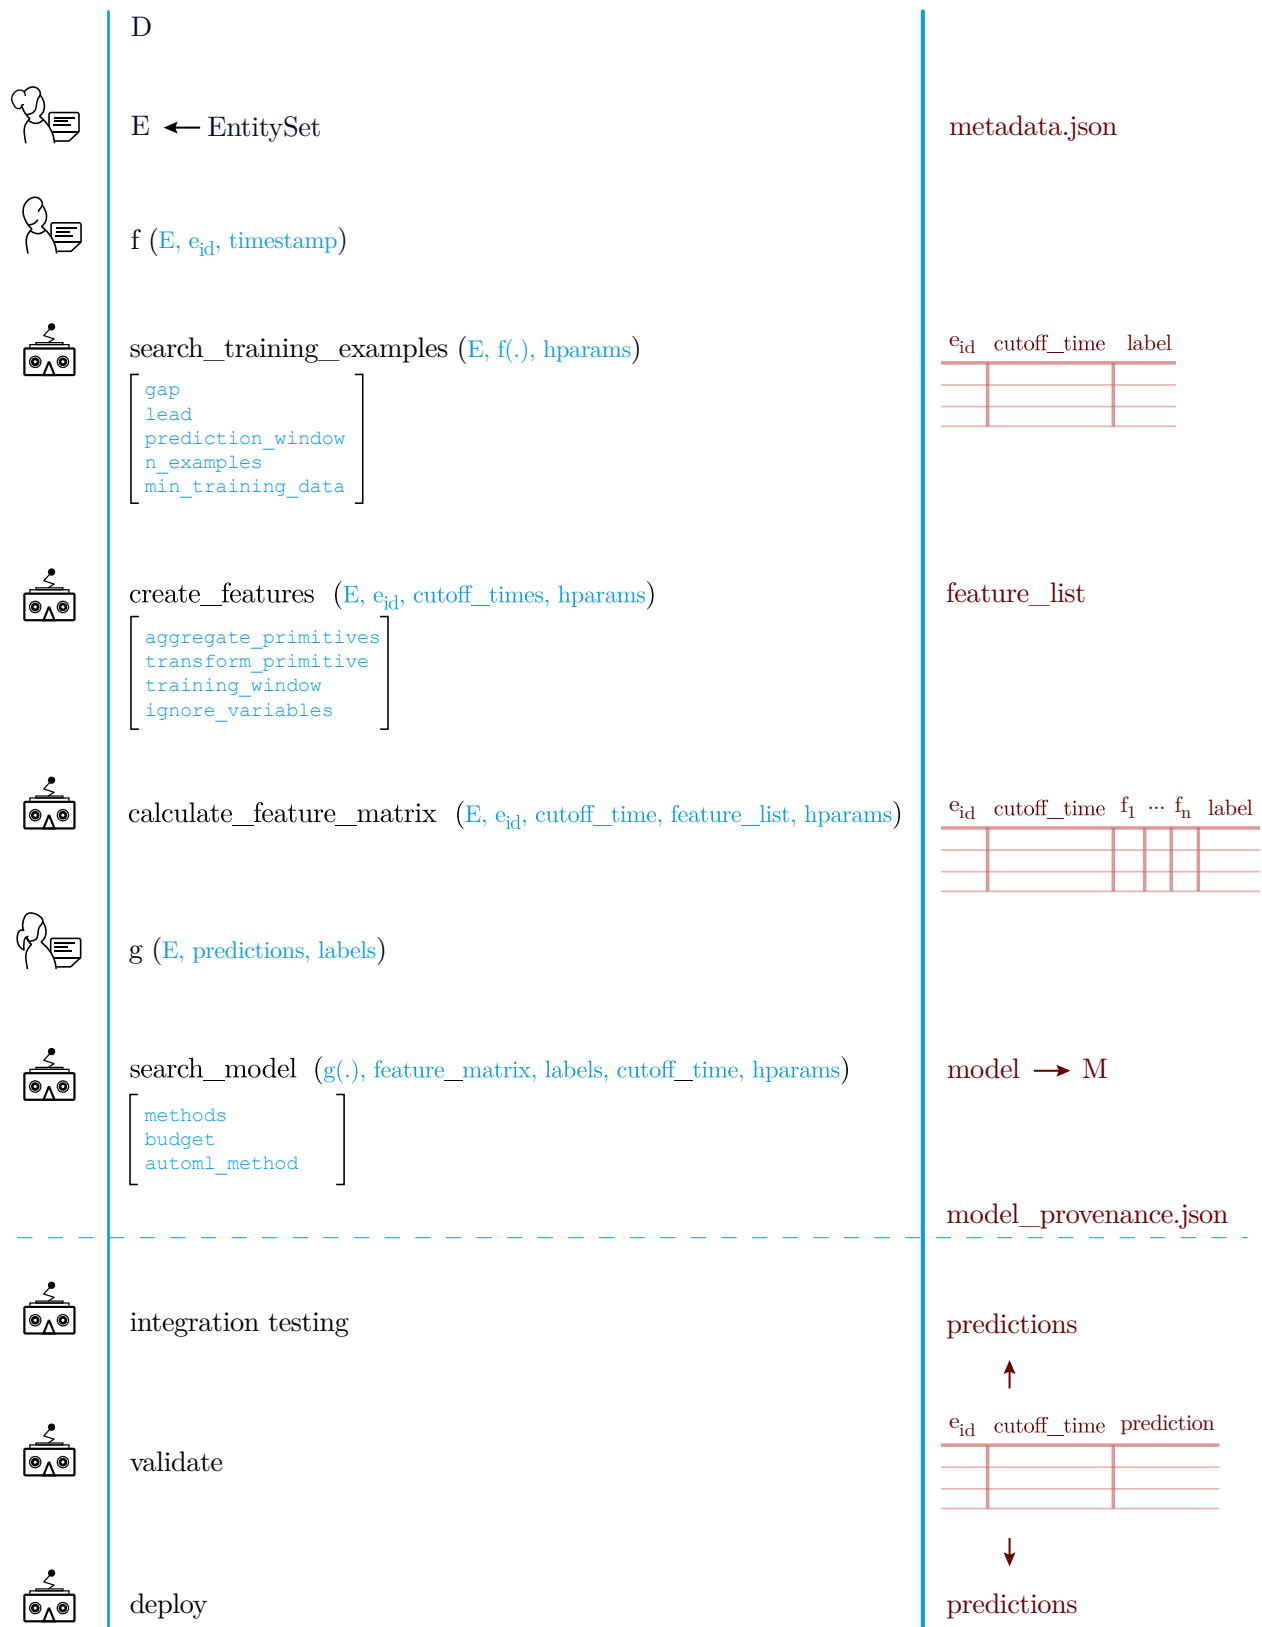 D
E ← EntitySet
metadata.json
f (E, e_id, timestamp)
search_training_examples (E, f(.), hparams)
e_id cutoff_time label
gap
lead
prediction_window
n_examples
min_training_data
create_features (E, e_id, cutoff_times, hparams)
feature_list
aggregate_primitives
transform_primitive
training_window
ignore_variables
calculate_feature_matrix (E, e_id, cutoff_time, feature_list, hparams)
e_id cutoff_time f_1 ... f_n label
g (E, predictions, labels)
search_model (g(.), feature_matrix, labels, cutoff_time, hparams)
model → M
methods
budget
automl_method
model_provenance.json
integration testing
predictions
e_id cutoff_time prediction
validate
deploy
predictions